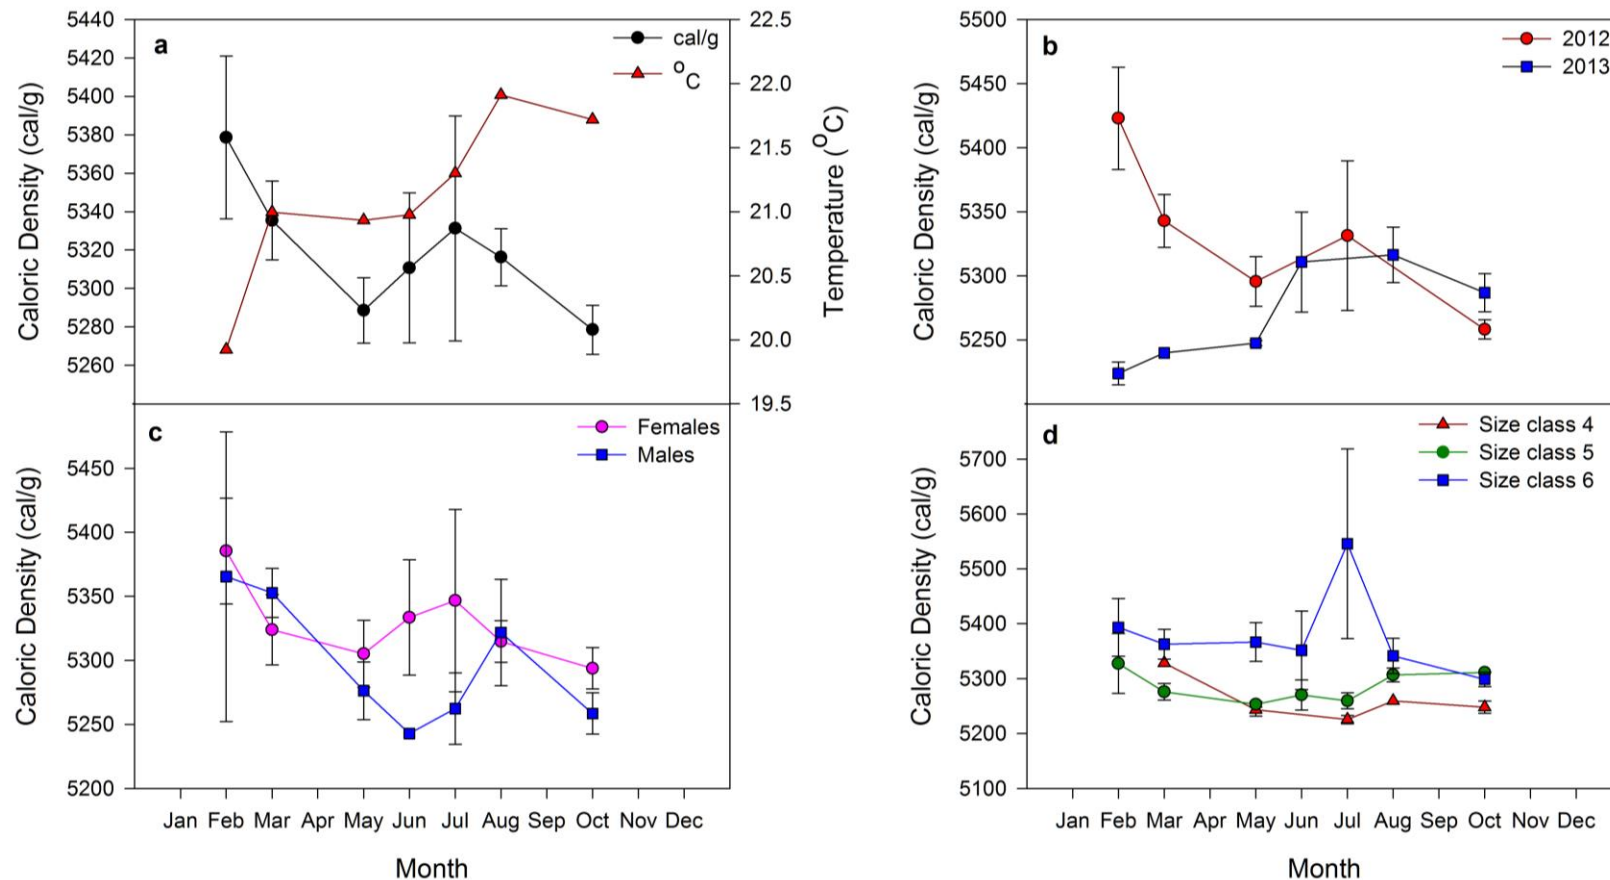 a
cal/g
°C
Caloric Density (cal/g)
5440
5420
5400
5380
5360
5340
5320
5300
5280
5260
22.5
22.0
21.5
21.0
20.5
20.0
19.5
Temperature (°C)
b
2012
2013
Caloric Density (cal/g)
5500
5450
5400
5350
5300
5250
c
Females
Males
Caloric Density (cal/g)
5450
5400
5350
5300
5250
5200
Jan Feb Mar Apr May Jun Jul Aug Sep Oct Nov Dec
Month
d
Size class 4
Size class 5
Size class 6
Caloric Density (cal/g)
5700
5600
5500
5400
5300
5200
5100
Jan Feb Mar Apr May Jun Jul Aug Sep Oct Nov Dec
Month